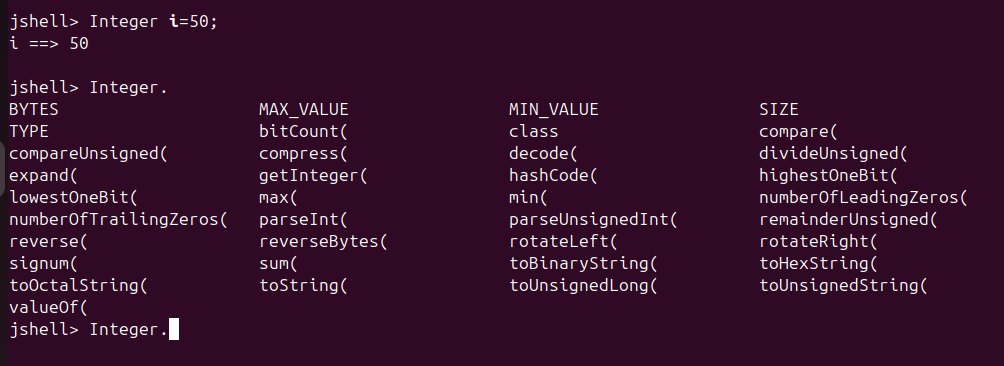 jshell> Integer i=50;
i ==> 50
jshell> Integer.
BYTES MAX_VALUE MIN_VALUE SIZE
TYPE bitCount( class compare(
compareUnsigned( compress( decode( divideUnsigned(
expand( getInteger( hashCode( highestOneBit(
lowestOneBit( max( min( numberOfLeadingZeros(
numberOfTrailingZeros( parseInt( parseUnsignedInt( remainderUnsigned(
reverse( reverseBytes( rotateLeft( rotateRight(
signum( sum( toBinaryString( toHexString(
toOctalString( toString( toUnsignedLong( toUnsignedString(
valueOf(
jshell> Integer.